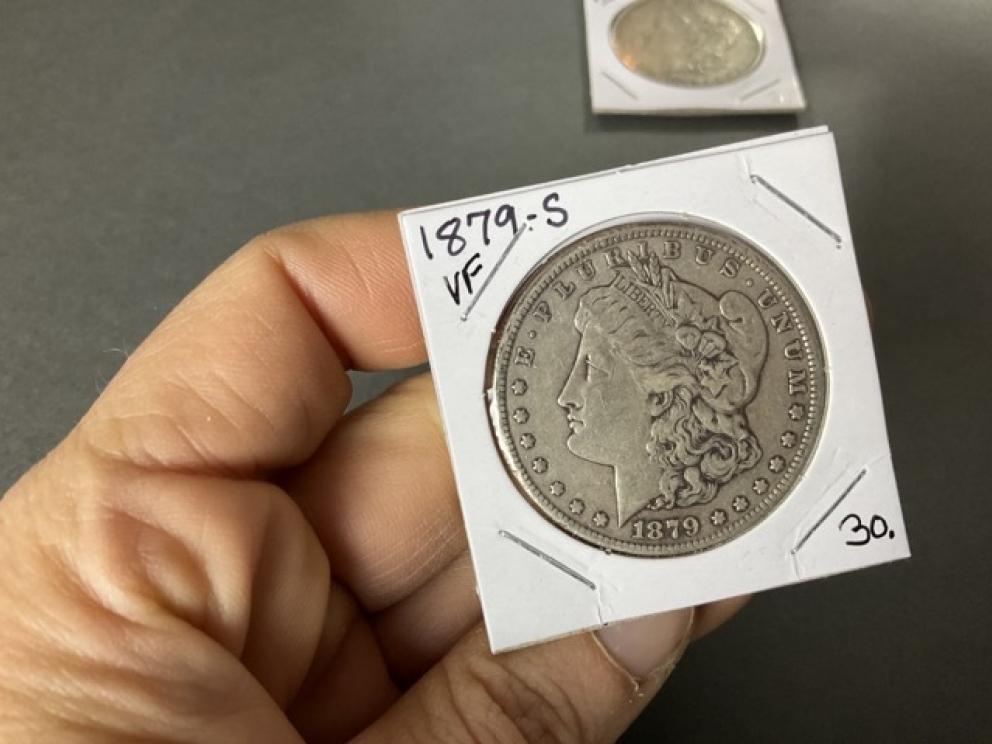 1879-S
VF
E·PLURIBUS·UNUM
LIBERTY
1879
30.